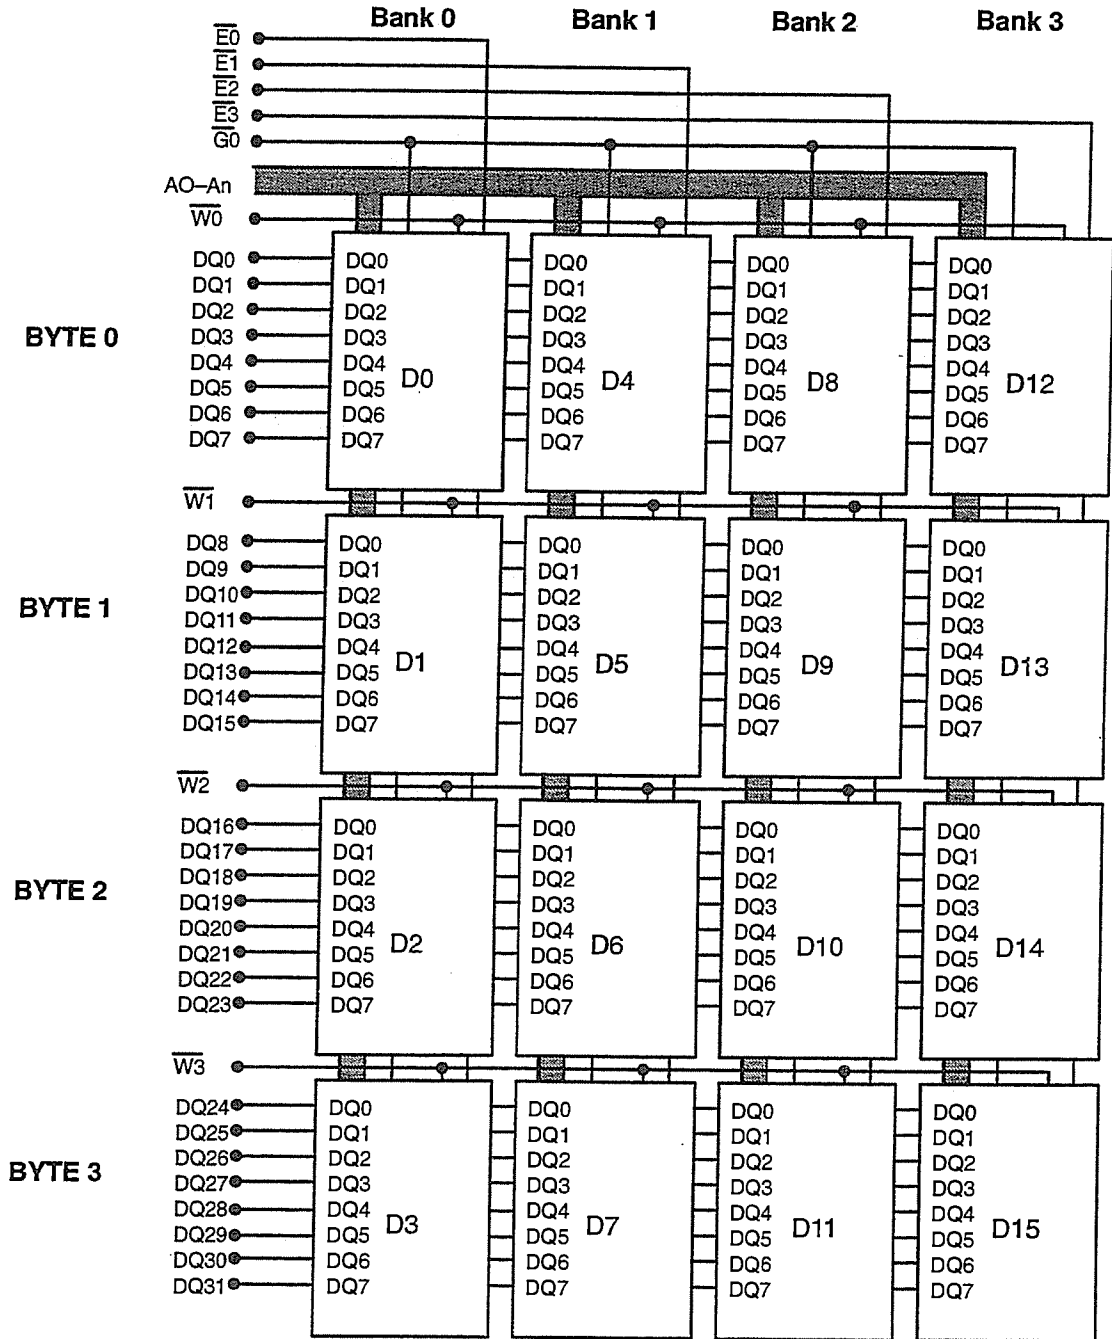 Bank 0 Bank 1 Bank 2 Bank 3
E̅0̅
E̅1̅
E̅2̅
E̅3̅
G̅0̅
AO–An
W̅0̅
DQ0 DQ0 DQ0 DQ0 DQ0
DQ1 DQ1 DQ1 DQ1 DQ1
DQ2 DQ2 DQ2 DQ2 DQ2
BYTE 0
DQ3 DQ3 DQ3 DQ3 DQ3
DQ4 DQ4 DQ4 DQ4 DQ4
D0 D4 D8 D12
DQ5 DQ5 DQ5 DQ5 DQ5
DQ6 DQ6 DQ6 DQ6 DQ6
DQ7 DQ7 DQ7 DQ7 DQ7
W̅1̅
DQ8 DQ0 DQ0 DQ0 DQ0
DQ9 DQ1 DQ1 DQ1 DQ1
DQ10 DQ2 DQ2 DQ2 DQ2
BYTE 1
DQ11 DQ3 DQ3 DQ3 DQ3
DQ12 DQ4 DQ4 DQ4 DQ4
D1 D5 D9 D13
DQ13 DQ5 DQ5 DQ5 DQ5
DQ14 DQ6 DQ6 DQ6 DQ6
DQ15 DQ7 DQ7 DQ7 DQ7
W̅2̅
DQ16 DQ0 DQ0 DQ0 DQ0
DQ17 DQ1 DQ1 DQ1 DQ1
DQ18 DQ2 DQ2 DQ2 DQ2
BYTE 2
DQ19 DQ3 DQ3 DQ3 DQ3
DQ20 DQ4 DQ4 DQ4 DQ4
D2 D6 D10 D14
DQ21 DQ5 DQ5 DQ5 DQ5
DQ22 DQ6 DQ6 DQ6 DQ6
DQ23 DQ7 DQ7 DQ7 DQ7
W̅3̅
DQ24 DQ0 DQ0 DQ0 DQ0
DQ25 DQ1 DQ1 DQ1 DQ1
DQ26 DQ2 DQ2 DQ2 DQ2
BYTE 3
DQ27 DQ3 DQ3 DQ3 DQ3
DQ28 DQ4 DQ4 DQ4 DQ4
D3 D7 D11 D15
DQ29 DQ5 DQ5 DQ5 DQ5
DQ30 DQ6 DQ6 DQ6 DQ6
DQ31 DQ7 DQ7 DQ7 DQ7